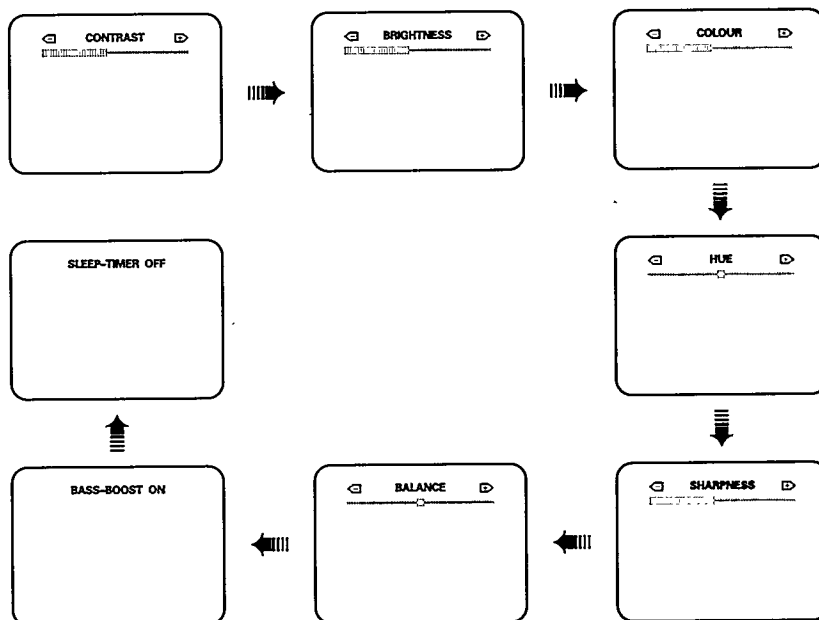 CONTRAST
BRIGHTNESS
COLOUR
HUE
SHARPNESS
BALANCE
BASS-BOOST ON
SLEEP-TIMER OFF